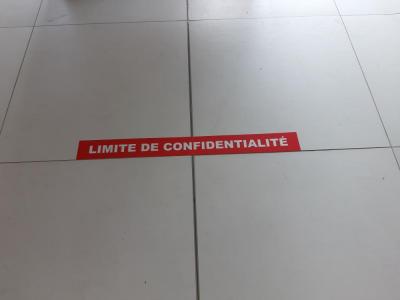 LIMITE DE CONFIDENTIALITÉ